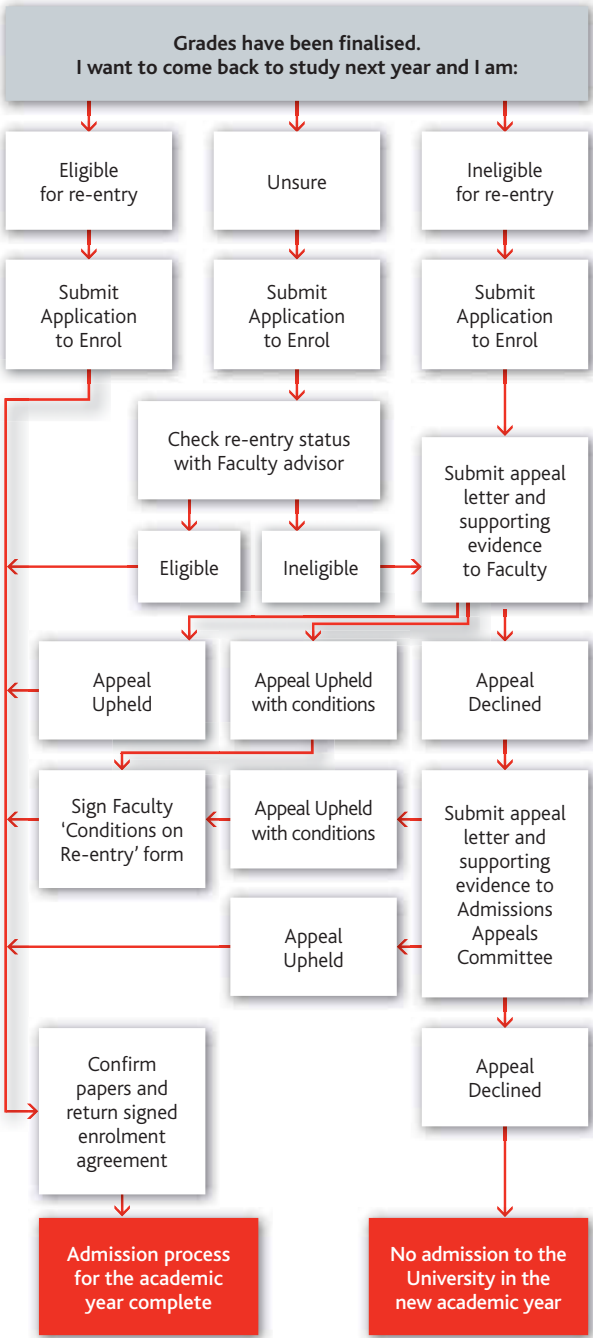 Grades have been finalised.
I want to come back to study next year and I am:
Eligible
for re-entry
Unsure
Ineligible
for re-entry
Submit
Application
to Enrol
Submit
Application
to Enrol
Submit
Application
to Enrol
Check re-entry status
with Faculty advisor
Submit appeal
letter and
supporting
evidence
to Faculty
Eligible
Ineligible
Appeal
Upheld
Appeal Upheld
with conditions
Appeal
Declined
Sign Faculty
‘Conditions on
Re-entry’ form
Appeal Upheld
with conditions
Submit appeal
letter and
supporting
evidence to
Admissions
Appeals
Committee
Appeal
Upheld
Confirm
papers and
return signed
enrolment
agreement
Appeal
Declined
Admission process
for the academic
year complete
No admission to the
University in the
new academic year